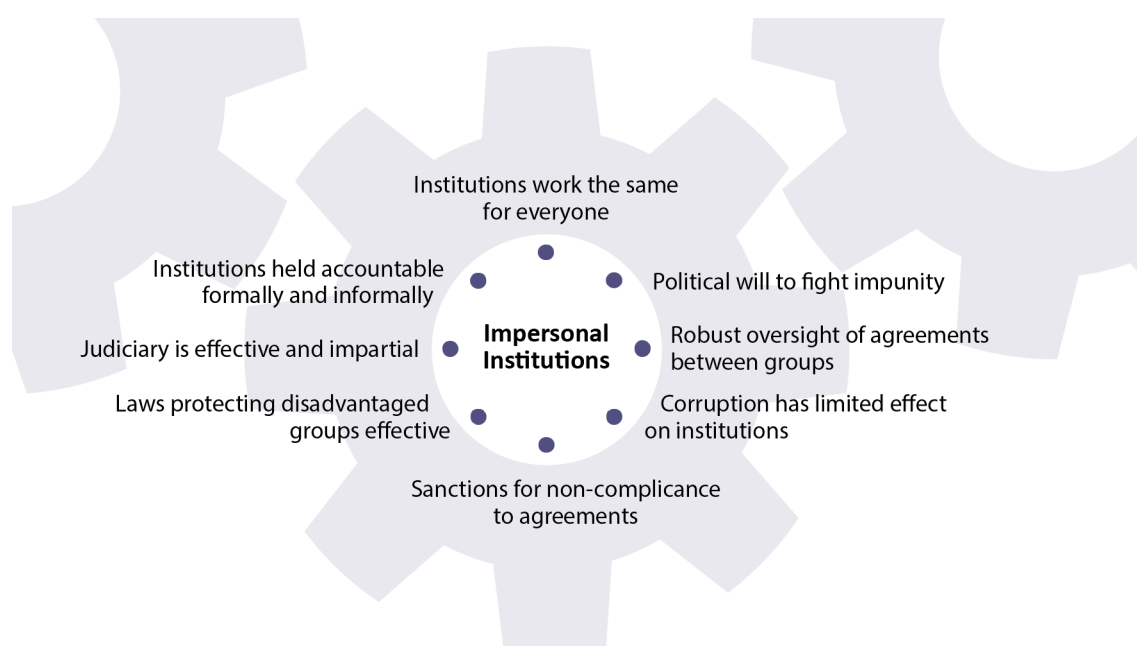 Institutions work the same
for everyone
Institutions held accountable
formally and informally
Political will to fight impunity
Judiciary is effective and impartial
Impersonal
Institutions
Robust oversight of agreements
between groups
Laws protecting disadvantaged
groups effective
Corruption has limited effect
on institutions
Sanctions for non-complicance
to agreements